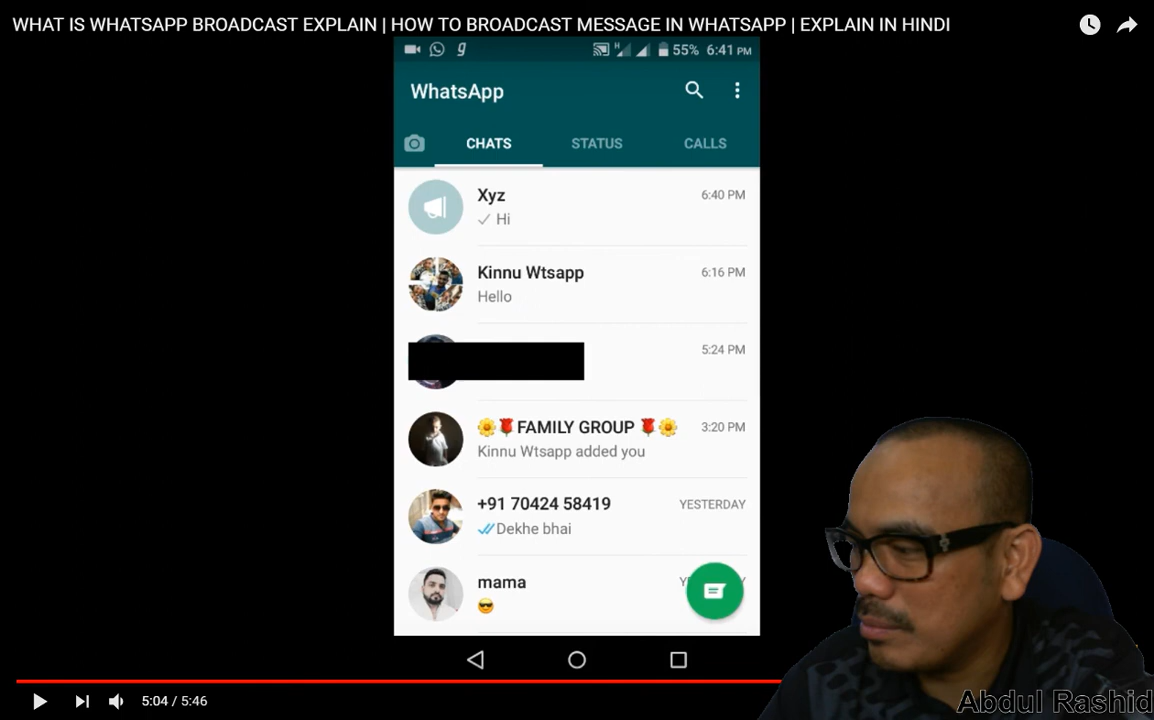 WHAT IS WHATSAPP BROADCAST EXPLAIN | HOW TO BROADCAST MESSAGE IN WHATSAPP | EXPLAIN IN HINDI
g H 55% 6:41 PM
WhatsApp
CHATS STATUS CALLS
Xyz 6:40 PM
Hi
Kinnu Wtsapp 6:16 PM
Hello
5:24 PM
🌼🌹FAMILY GROUP 🌹🌼 3:20 PM
Kinnu Wtsapp added you
+91 70424 58419 YESTERDAY
Dekhe bhai
mama
😎
5:04 / 5:46
Abdul Rashid